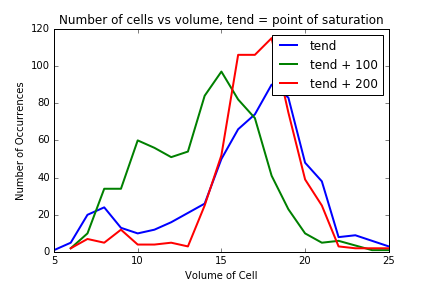 Number of cells vs volume, tend = point of saturation
120
100
80
60
40
20
0
Number of Occurrences
tend
tend + 100
tend + 200
5
10
15
20
25
Volume of Cell